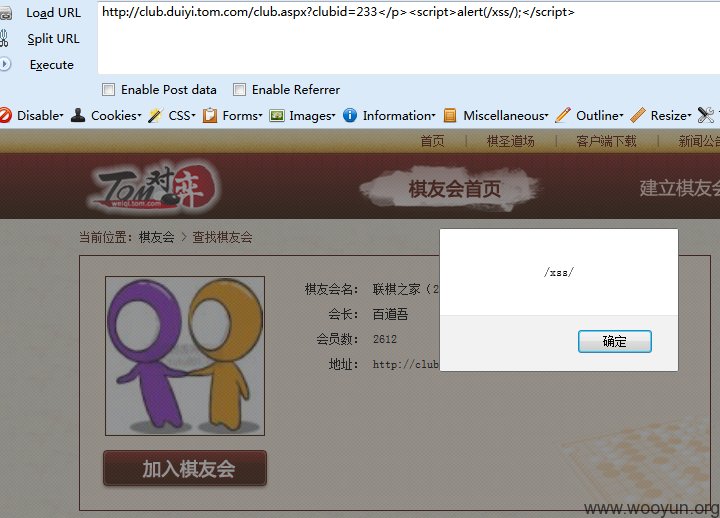 Load URL
http://club.duiyi.tom.com/club.aspx?clubid=233</p><script>alert(/xss/);</script>
Split URL
Execute
Enable Post data Enable Referrer
Disable Cookies CSS Forms Images Information Miscellaneous Outline Resize
首页 棋圣道场 客户端下载 新闻公告
TOM对弈
weiqi.tom.com
棋友会首页 建立棋友会
当前位置：棋友会 > 查找棋友会
棋友会名： 联棋之家（2
会长： 百道吾
会员数： 2612
地址： http://club
/xss/
确定
加入棋友会
www.wooyun.org